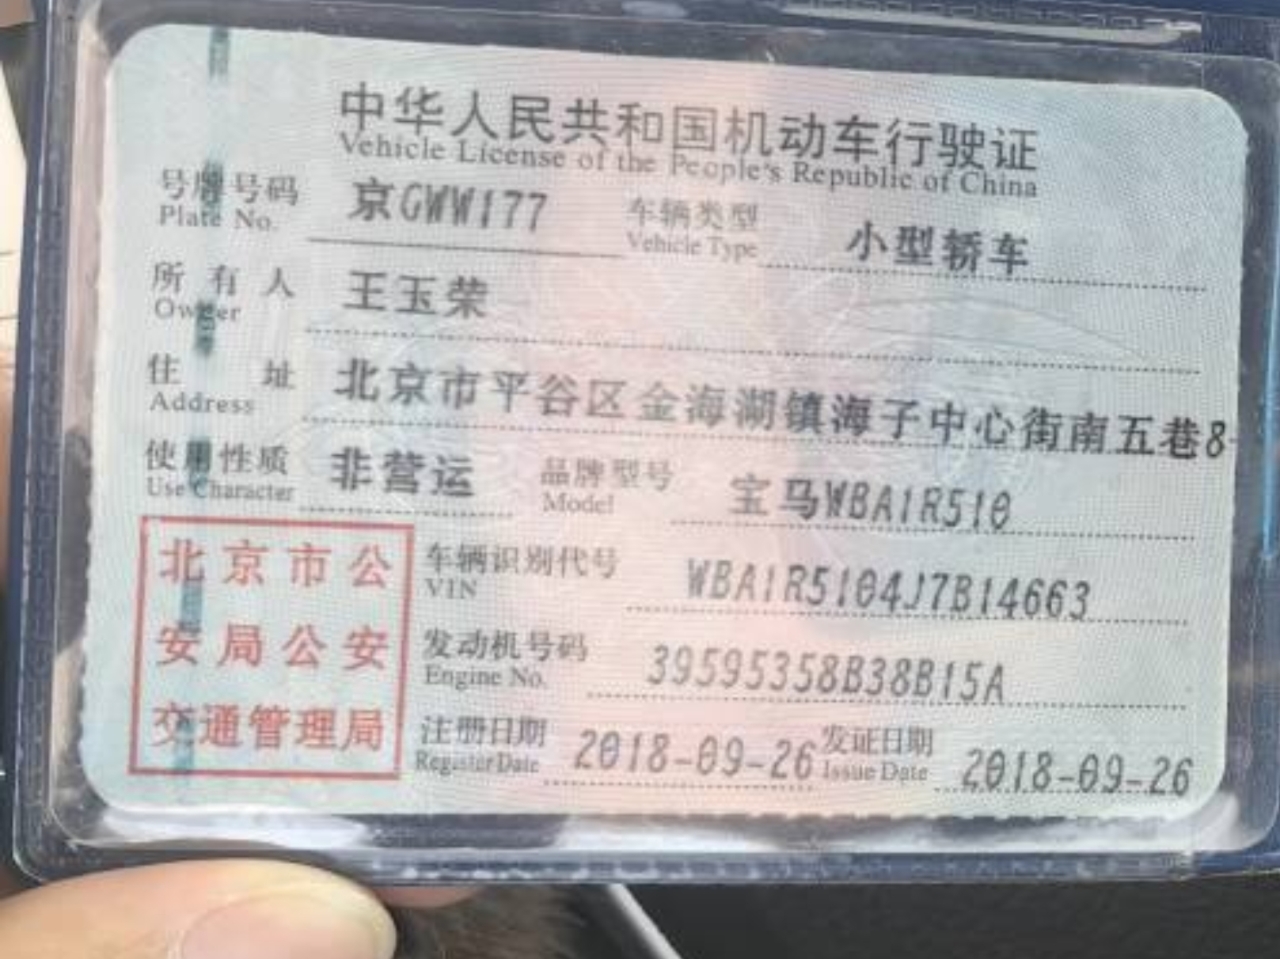 中华人民共和国机动车行驶证
Vehicle License of the People's Republic of China
号牌号码 京GWW177 车辆类型 小型轿车
Plate No. Vehicle Type
所有人 王玉荣
Owner
住址 北京市平谷区金海湖镇海子中心街南五巷8
Address
使用性质 非营运 品牌型号 宝马WBA1R510
Use Character Model
北京市公
安局公安
交通管理局
车辆识别代号 WBA1R5104J7B14663
VIN
发动机号码 39595358B38B15A
Engine No.
注册日期 2018-09-26 发证日期 2018-09-26
Register Date Issue Date